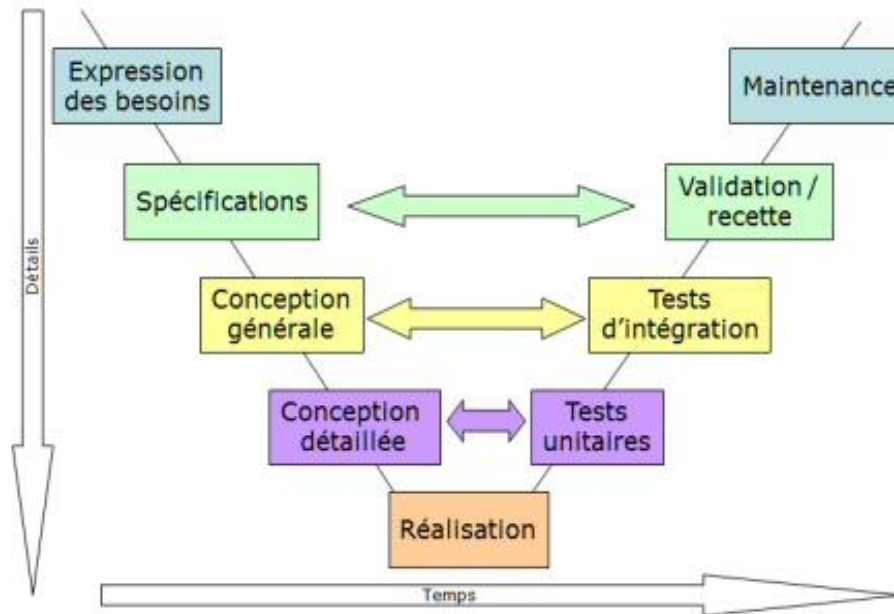 Expression
des besoins
Maintenance
Spécifications
Validation /
recette
Conception
générale
Tests
d'intégration
Conception
détaillée
Tests
unitaires
Réalisation
Détails
Temps